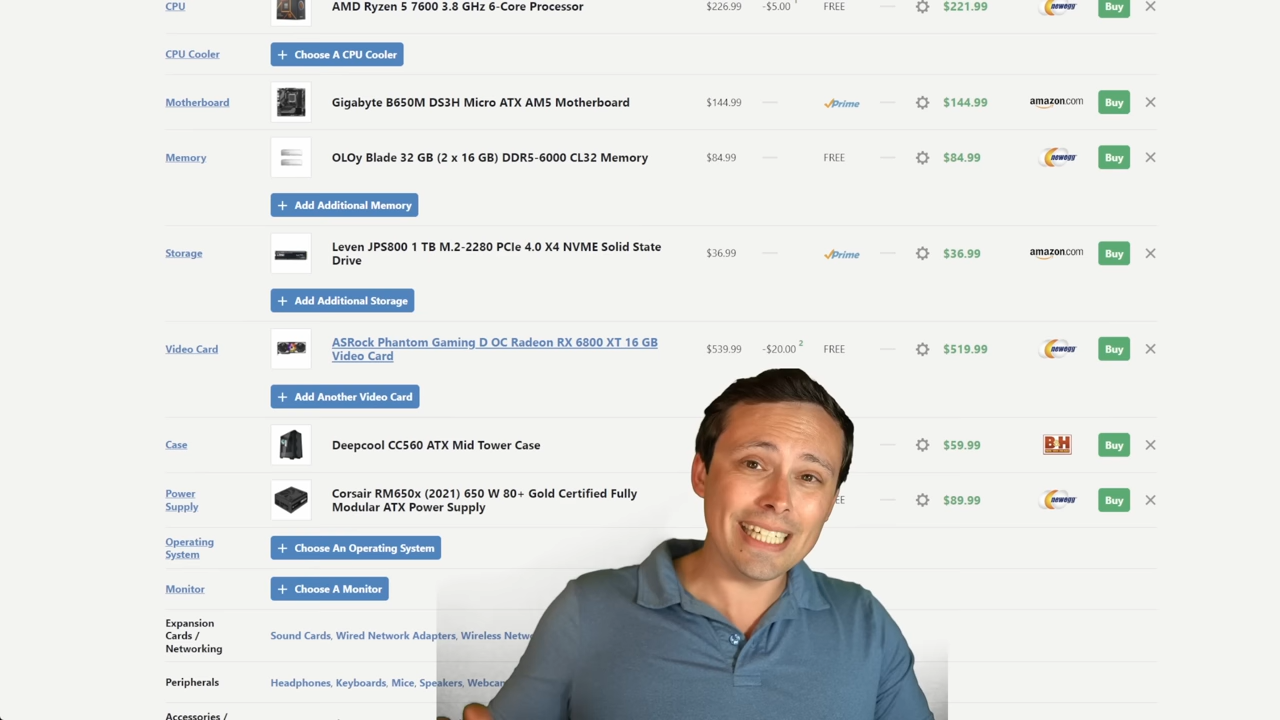 CPU AMD Ryzen 5 7600 3.8 GHz 6-Core Processor $226.99 -$5.00 FREE $221.99 newegg Buy
CPU Cooler + Choose A CPU Cooler
Motherboard Gigabyte B650M DS3H Micro ATX AM5 Motherboard $144.99 Prime $144.99 amazon.com Buy
Memory OLOy Blade 32 GB (2 x 16 GB) DDR5-6000 CL32 Memory $84.99 FREE $84.99 newegg Buy
+ Add Additional Memory
Storage Leven JPS800 1 TB M.2-2280 PCIe 4.0 X4 NVME Solid State
Drive $36.99 Prime $36.99 amazon.com Buy
+ Add Additional Storage
Video Card ASRock Phantom Gaming D OC Radeon RX 6800 XT 16 GB
Video Card $539.99 -$20.00 2 FREE $519.99 newegg Buy
+ Add Another Video Card
Case Deepcool CC560 ATX Mid Tower Case $59.99 B&H Buy
Power
Supply Corsair RM650x (2021) 650 W 80+ Gold Certified Fully
Modular ATX Power Supply $89.99 newegg Buy
Operating
System + Choose An Operating System
Monitor + Choose A Monitor
Expansion
Cards /
Networking Sound Cards, Wired Network Adapters, Wireless
Peripherals Headphones, Keyboards, Mice, Speakers,
Accessories /